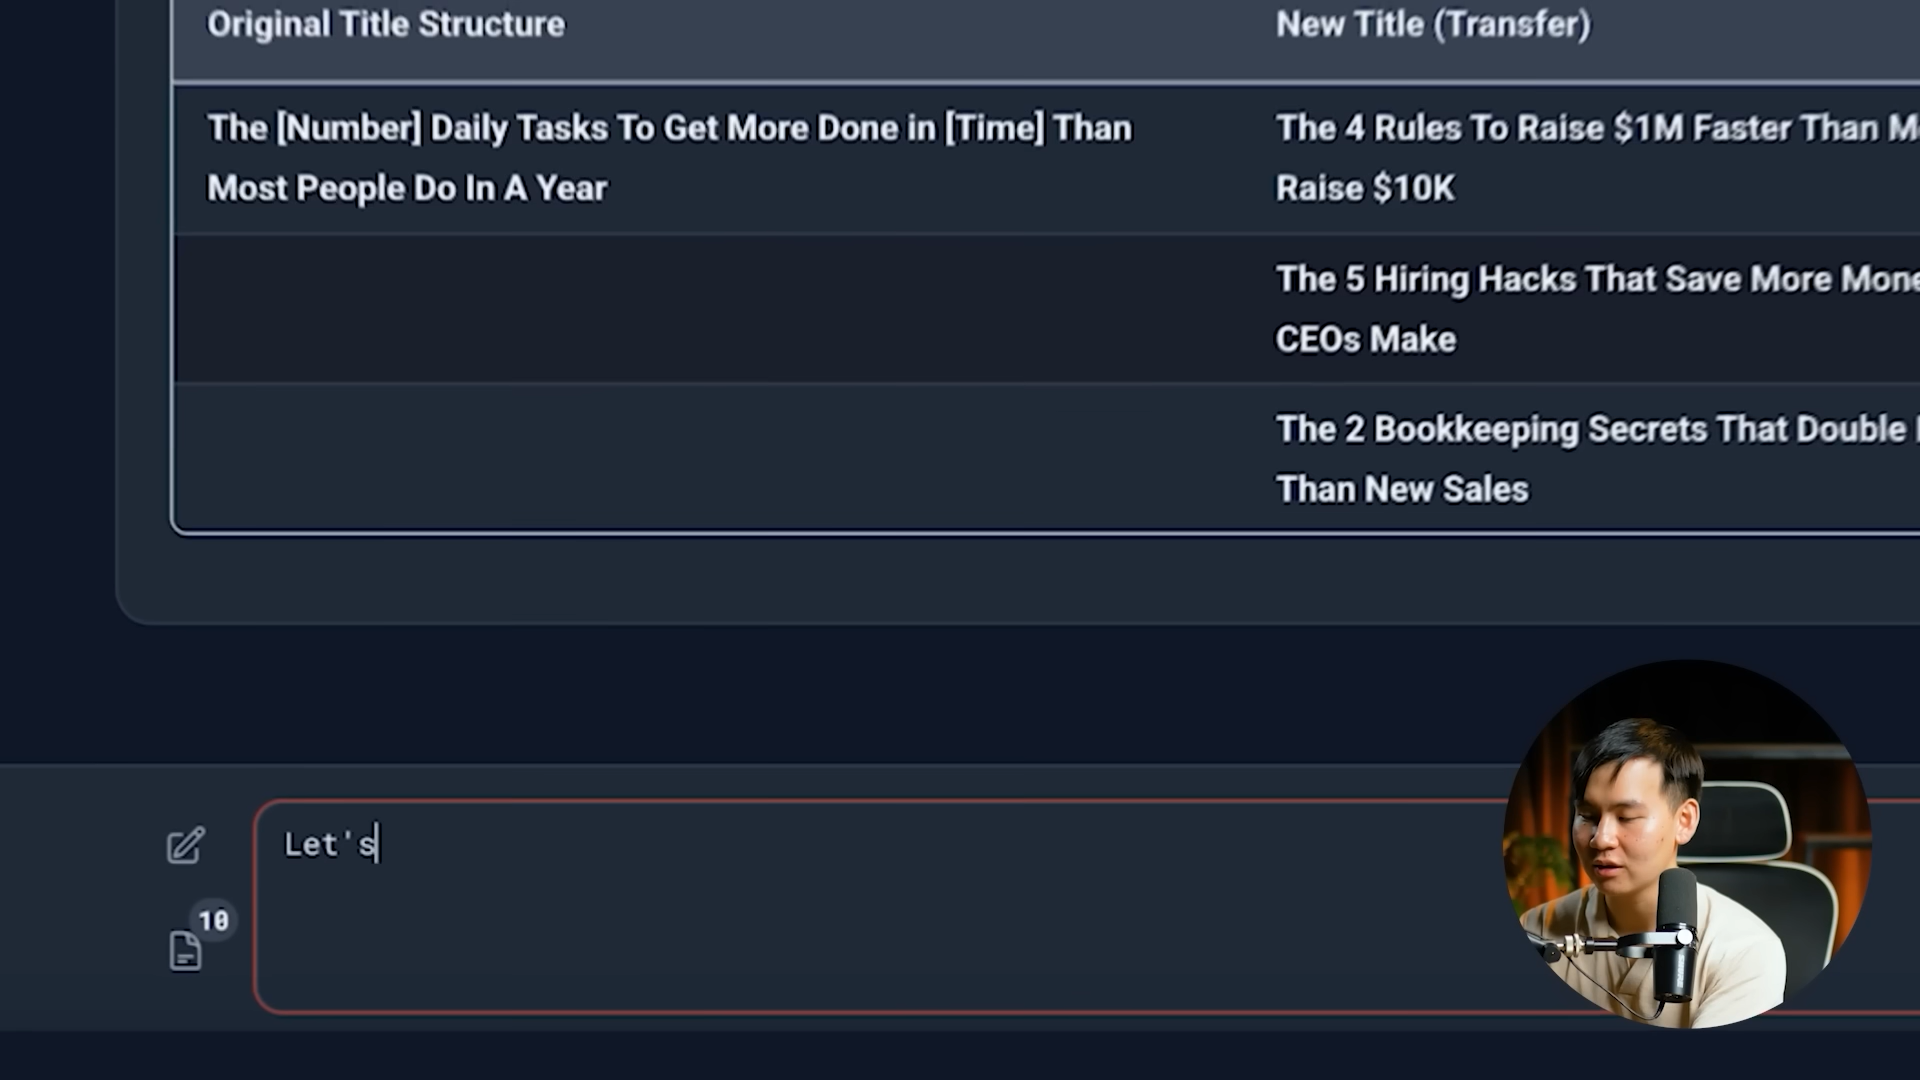 Original Title Structure
New Title (Transfer)
The [Number] Daily Tasks To Get More Done in [Time] Than
Most People Do In A Year
The 4 Rules To Raise $1M Faster Than
Raise $10K
The 5 Hiring Hacks That Save More
CEOs Make
The 2 Bookkeeping Secrets That Double
Than New Sales
Let's
10